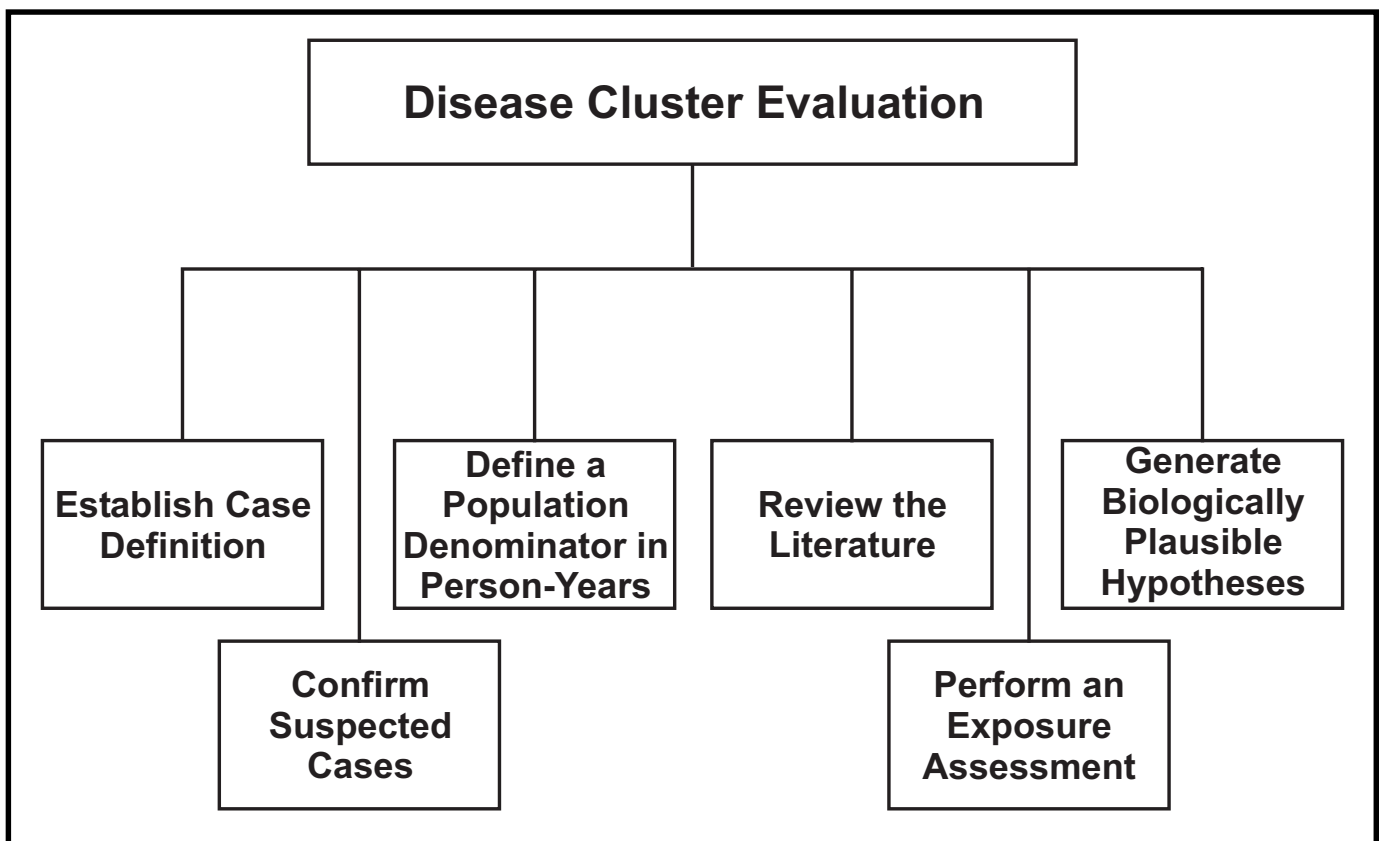 Disease Cluster Evaluation
Establish Case
Definition
Confirm
Suspected
Cases
Define a
Population
Denominator in
Person-Years
Review the
Literature
Perform an
Exposure
Assessment
Generate
Biologically
Plausible
Hypotheses